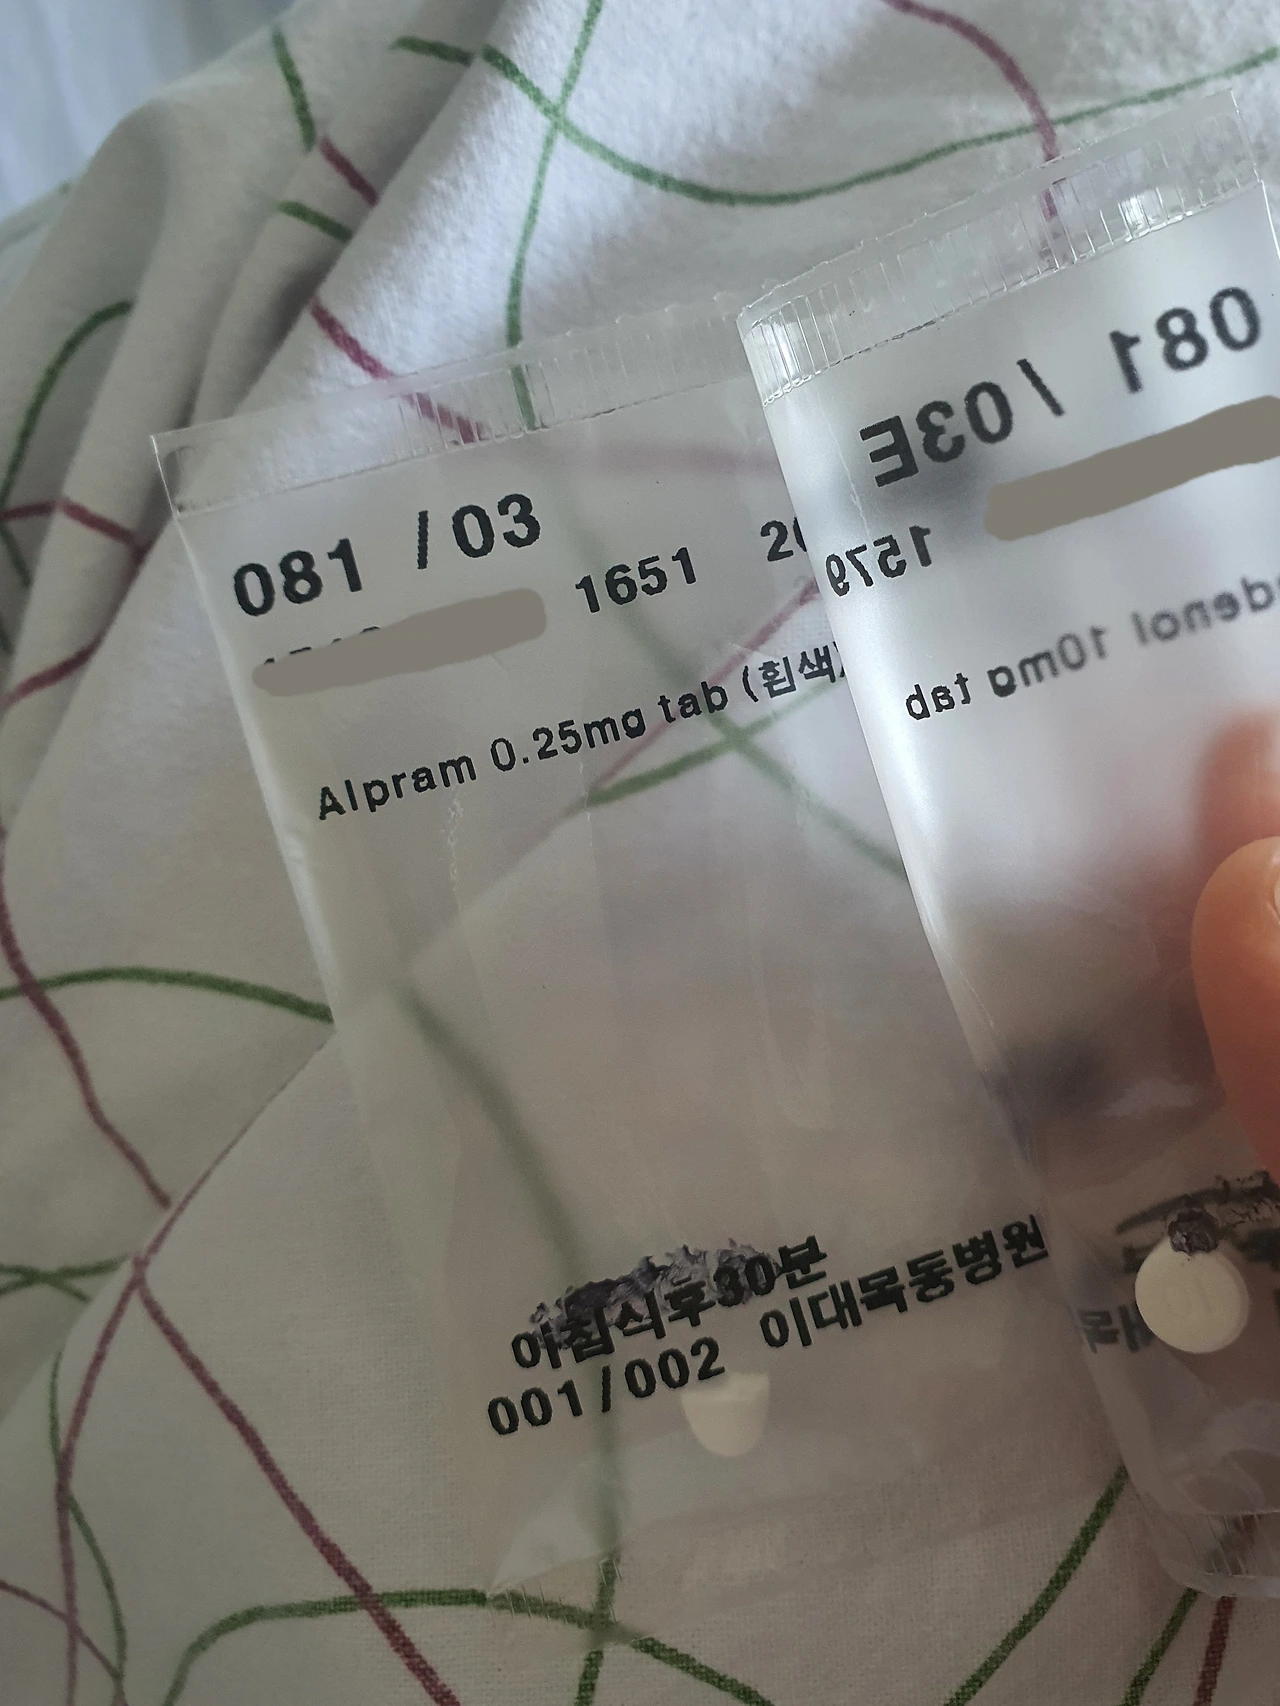 081 /03
1651
Alpram 0.25mg tab (흰색)
아침식후30분
001/002 이대목동병원
081 /03E
1579
denol 10mg tab